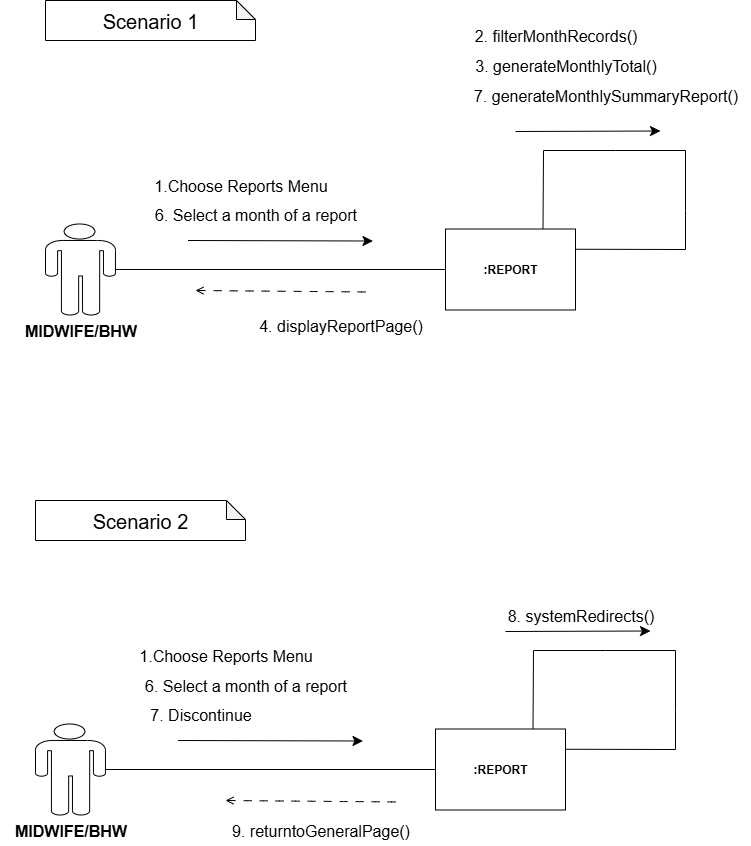 Scenario 1
2. filterMonthRecords()
3. generateMonthlyTotal()
7. generateMonthlySummaryReport()
1.Choose Reports Menu
6. Select a month of a report
:REPORT
MIDWIFE/BHW
4. displayReportPage()
Scenario 2
8. systemRedirects()
1.Choose Reports Menu
6. Select a month of a report
7. Discontinue
:REPORT
MIDWIFE/BHW
9. returntoGeneralPage()